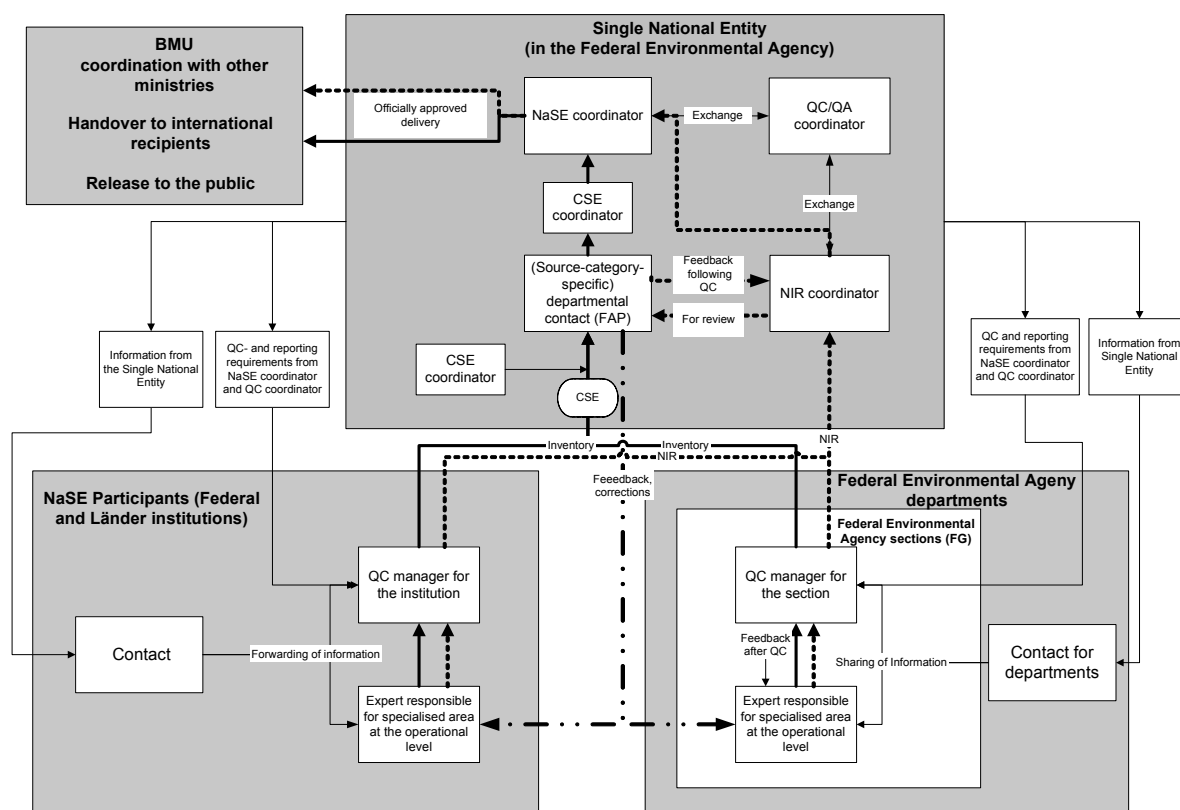 BMU
coordination with other
ministries
Handover to international
recipients
Release to the public
Single National Entity
(in the Federal Environmental Agency)
Officially approved
delivery
NaSE coordinator
Exchange
QC/QA
coordinator
CSE
coordinator
Exchange
(Source-category-
specific)
departmental
contact (FAP)
Feedback
following
QC
For review
NIR coordinator
CSE
coordinator
CSE
Information from
the Single National
Entity
QC- and reporting
requirements from
NaSE coordinator
and QC coordinator
QC and reporting
requirements from
NaSE coordinator
and QC coordinator
Information from
Single National
Entity
Inventory
Inventory
NIR
NIR
Feeedback,
corrections
NaSE Participants (Federal
and Länder institutions)
QC manager for
the institution
Contact
Forwarding of information
Expert responsible
for specialised area
at the operational
level
Federal Environmental Ageny
departments
Federal Environmental
Agency sections (FG)
QC manager for
the section
Feedback
after QC
Sharing of Information
Contact for
departments
Expert responsible
for specialised area
at the operational
level